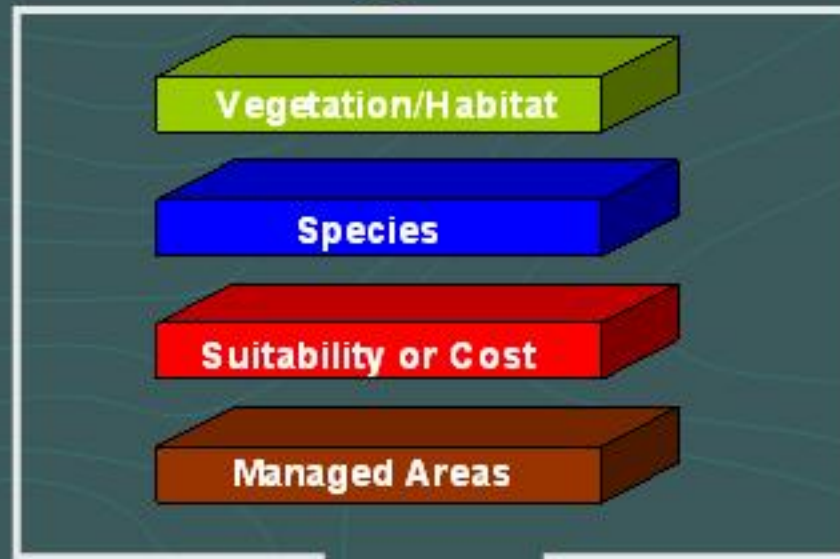 Vegetation/Habitat
Species
Suitability or Cost
Managed Areas